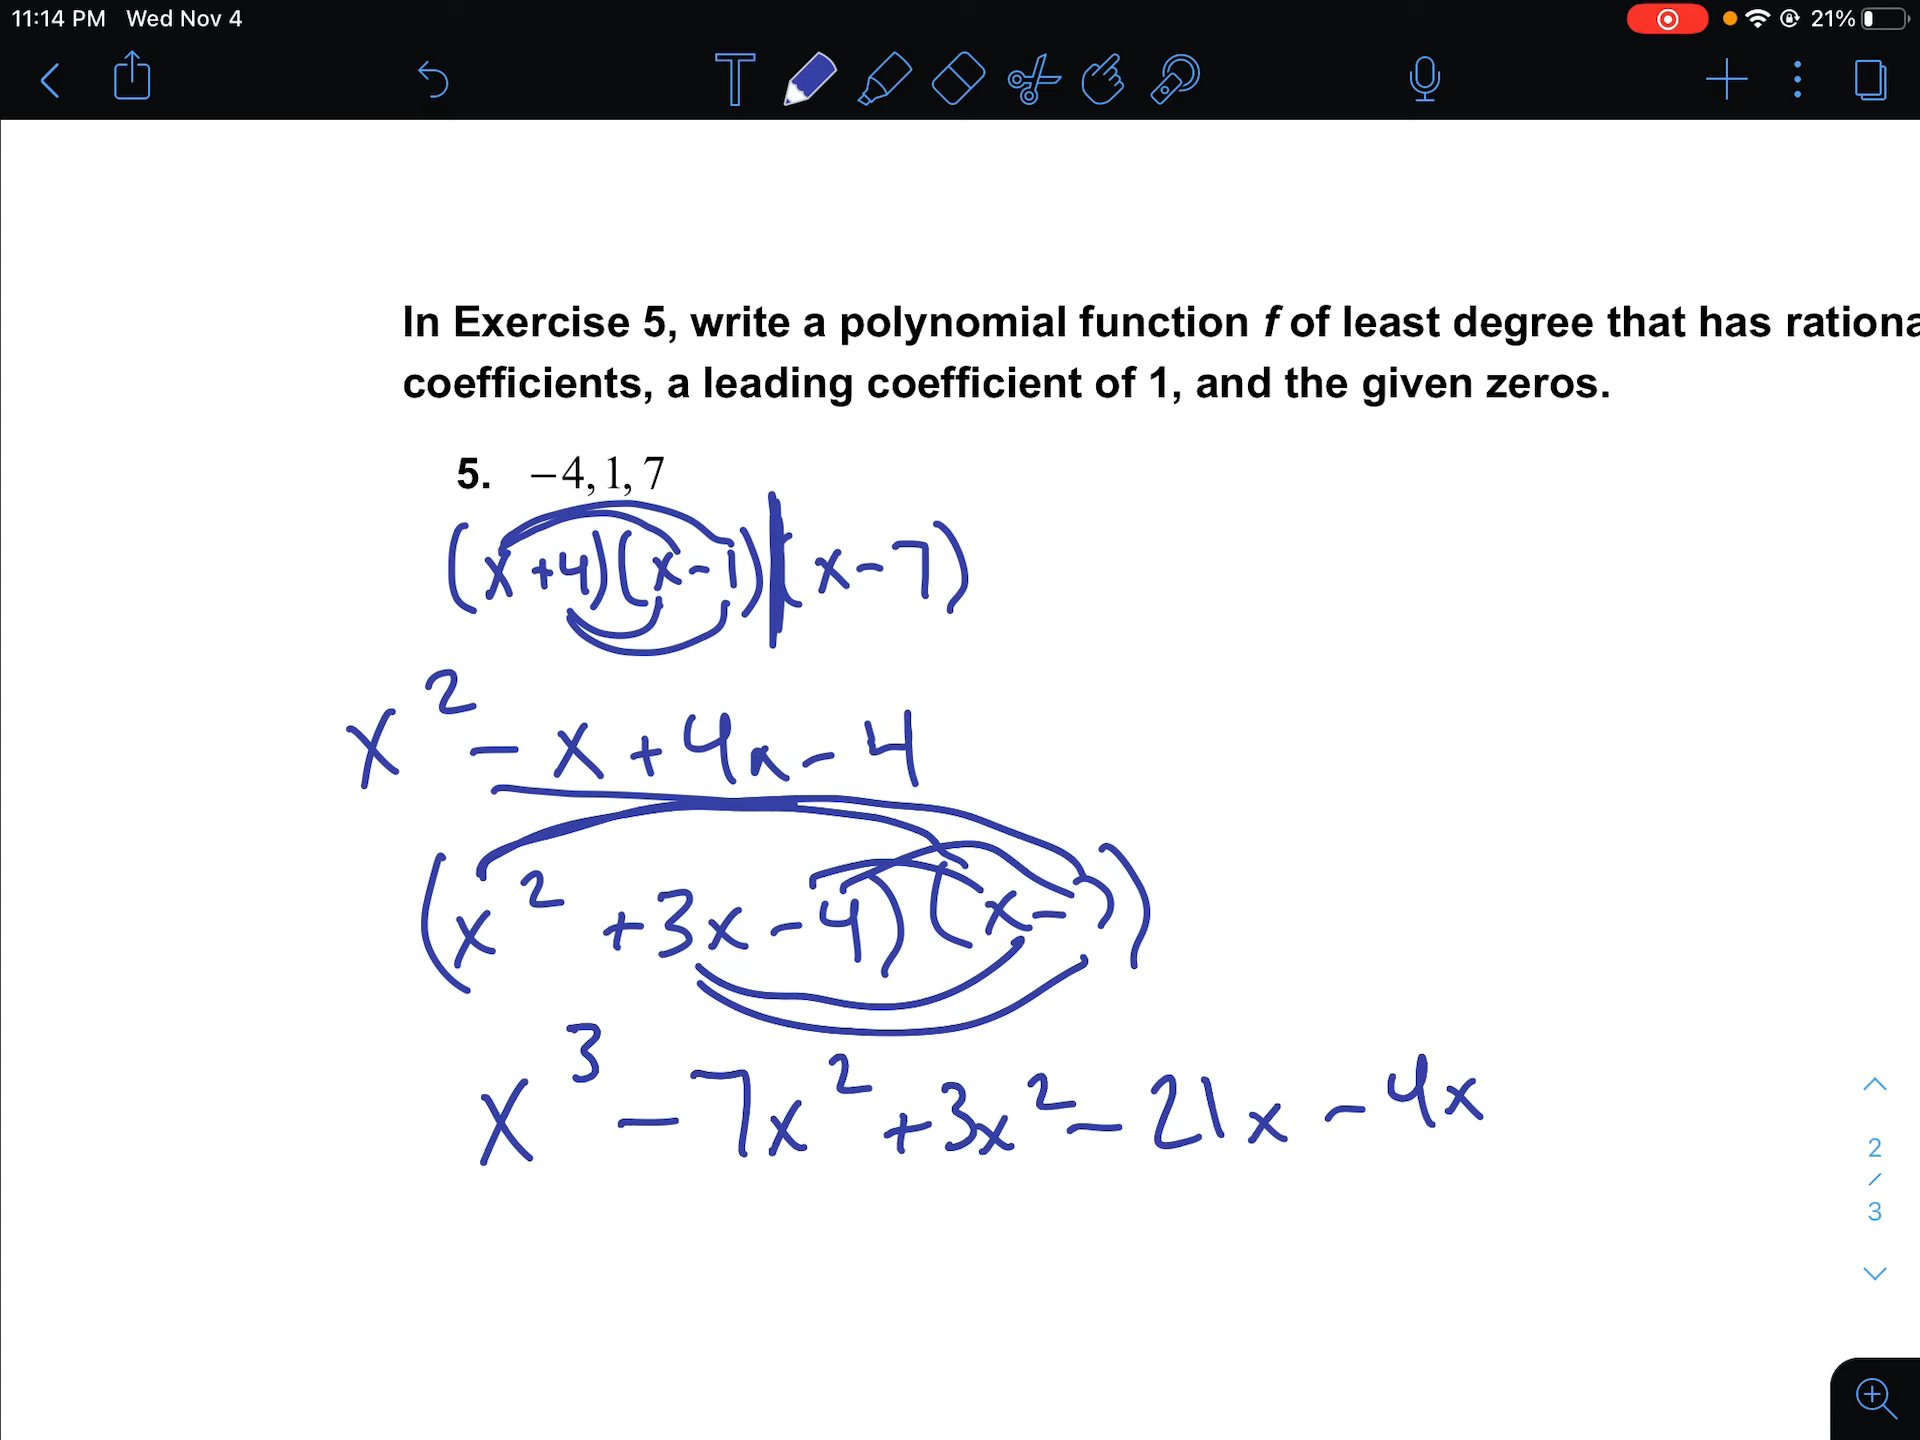 11:14 PM Wed Nov 4 21%
T
In Exercise 5, write a polynomial function f of least degree that has rationa
coefficients, a leading coefficient of 1, and the given zeros.
5. −4, 1, 7
(x+4)(x-1)(x-7)
x² - x + 4x - 4
(x² +3x - 4)(x-7)
x³ - 7x² +3x² - 21x - 4x
2
/
3